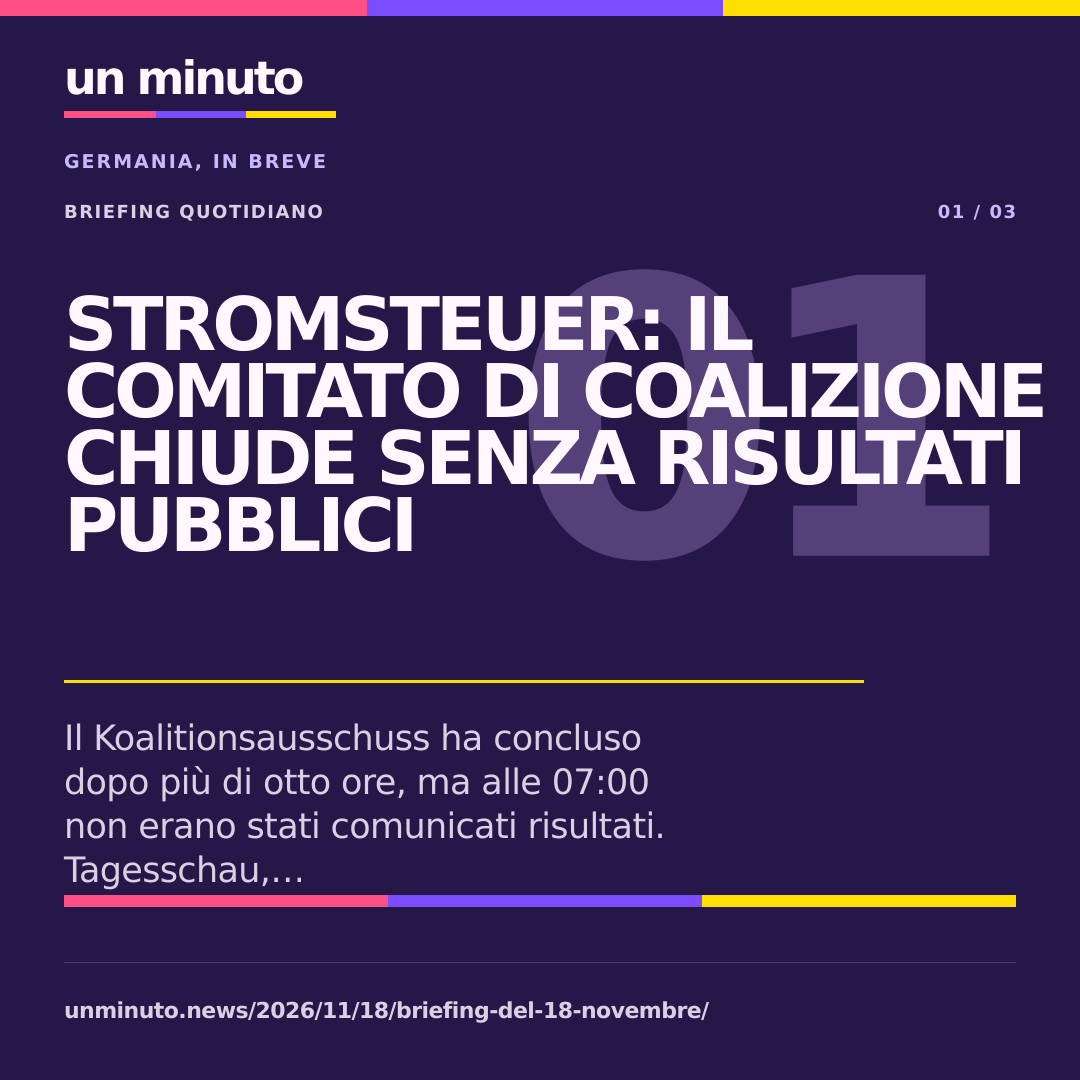 un minuto
GERMANIA, IN BREVE
BRIEFING QUOTIDIANO
01 / 03
01
STROMSTEUER: IL
COMITATO DI COALIZIONE
CHIUDE SENZA RISULTATI
PUBBLICI
Il Koalitionsausschuss ha concluso
dopo più di otto ore, ma alle 07:00
non erano stati comunicati risultati.
Tagesschau,…
unminuto.news/2026/11/18/briefing-del-18-novembre/